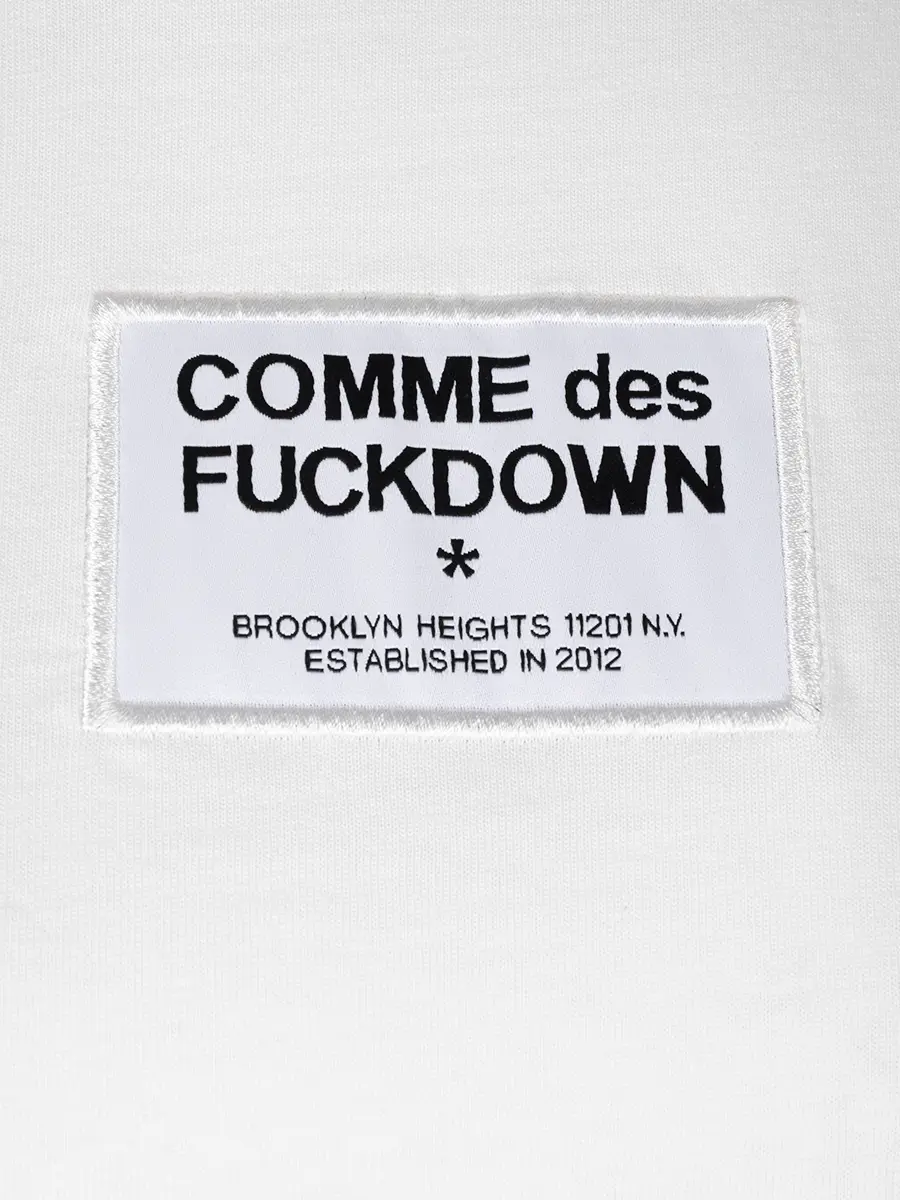 COMME des
FUCKDOWN
*
BROOKLYN HEIGHTS 11201 N.Y.
ESTABLISHED IN 2012